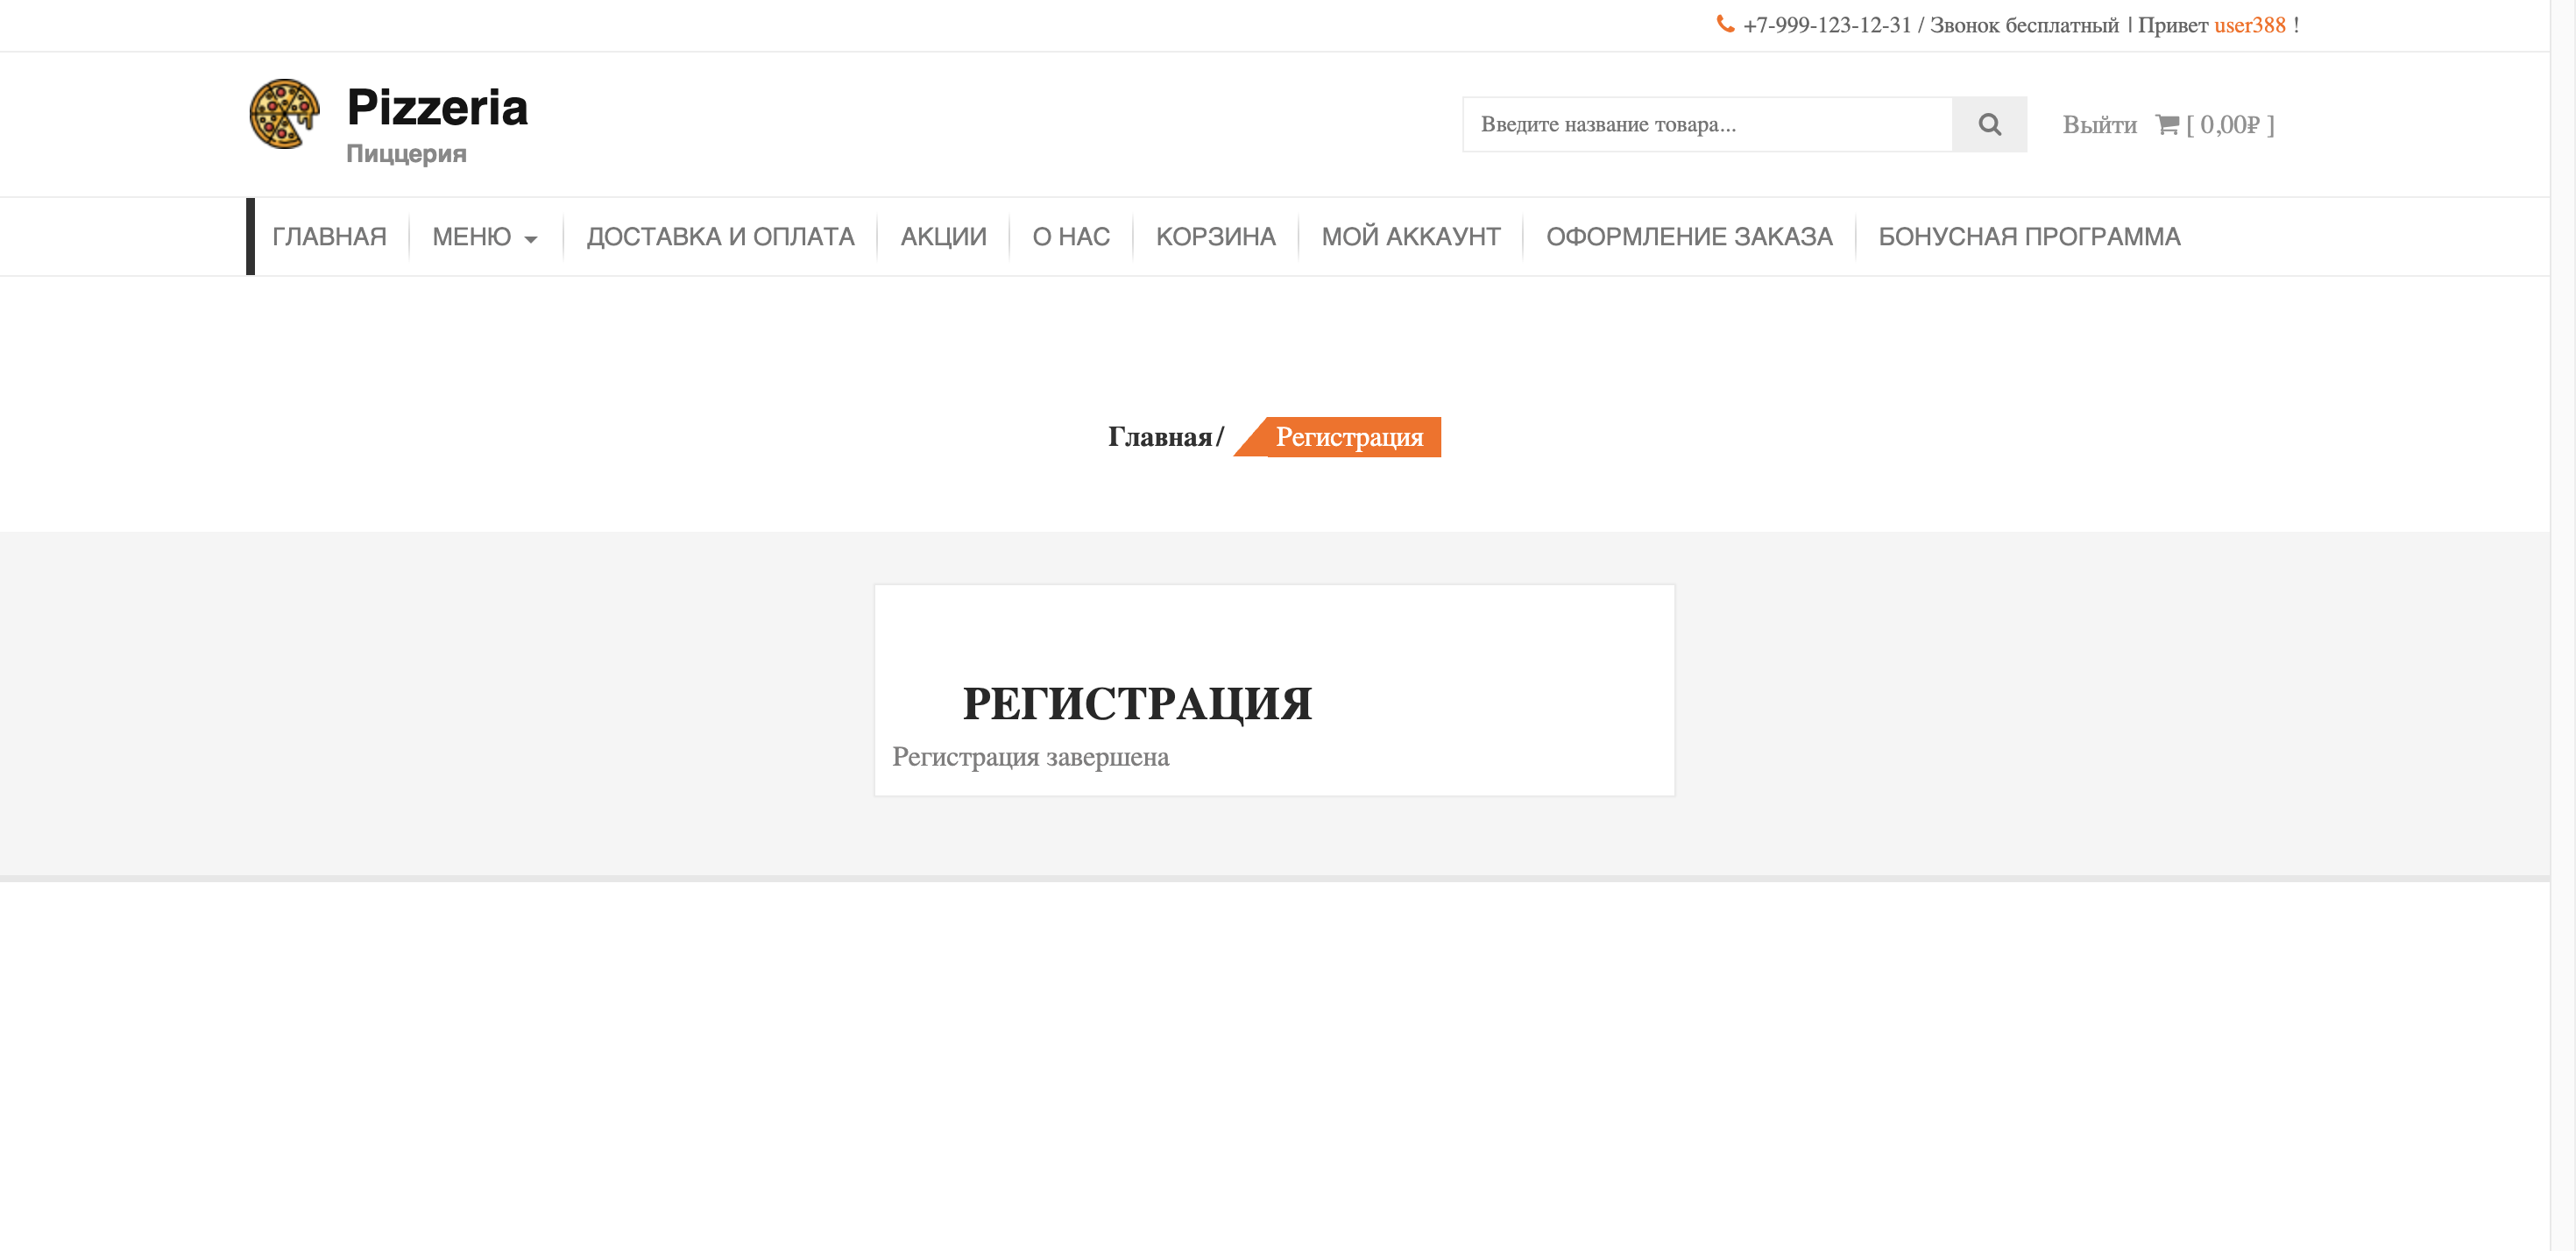 +7-999-123-12-31 / Звонок бесплатный | Привет user388 !
Pizzeria
Пиццерия
Введите название товара...
Выйти [ 0,00₽ ]
ГЛАВНАЯ МЕНЮ ДОСТАВКА И ОПЛАТА АКЦИИ О НАС КОРЗИНА МОЙ АККАУНТ ОФОРМЛЕНИЕ ЗАКАЗА БОНУСНАЯ ПРОГРАММА
Главная / Регистрация
РЕГИСТРАЦИЯ
Регистрация завершена